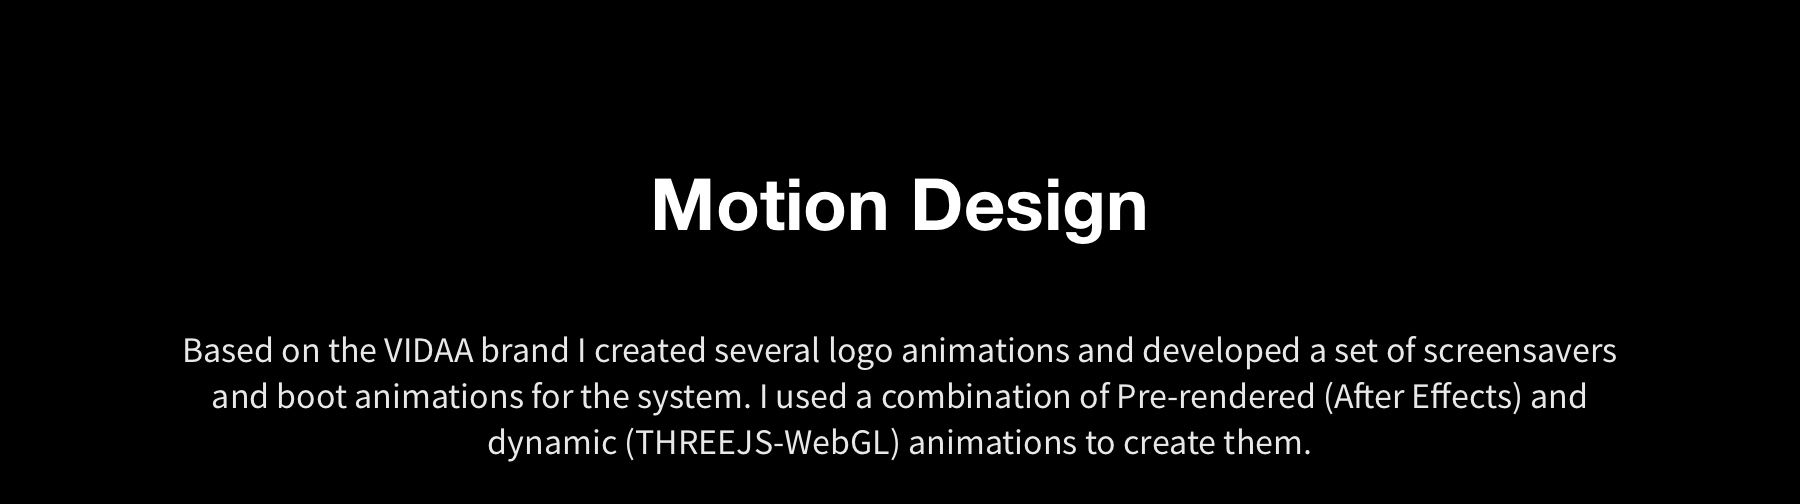 Motion Design
Based on the VIDAA brand I created several logo animations and developed a set of screensavers
and boot animations for the system. I used a combination of Pre-rendered (After Effects) and
dynamic (THREEJS-WebGL) animations to create them.